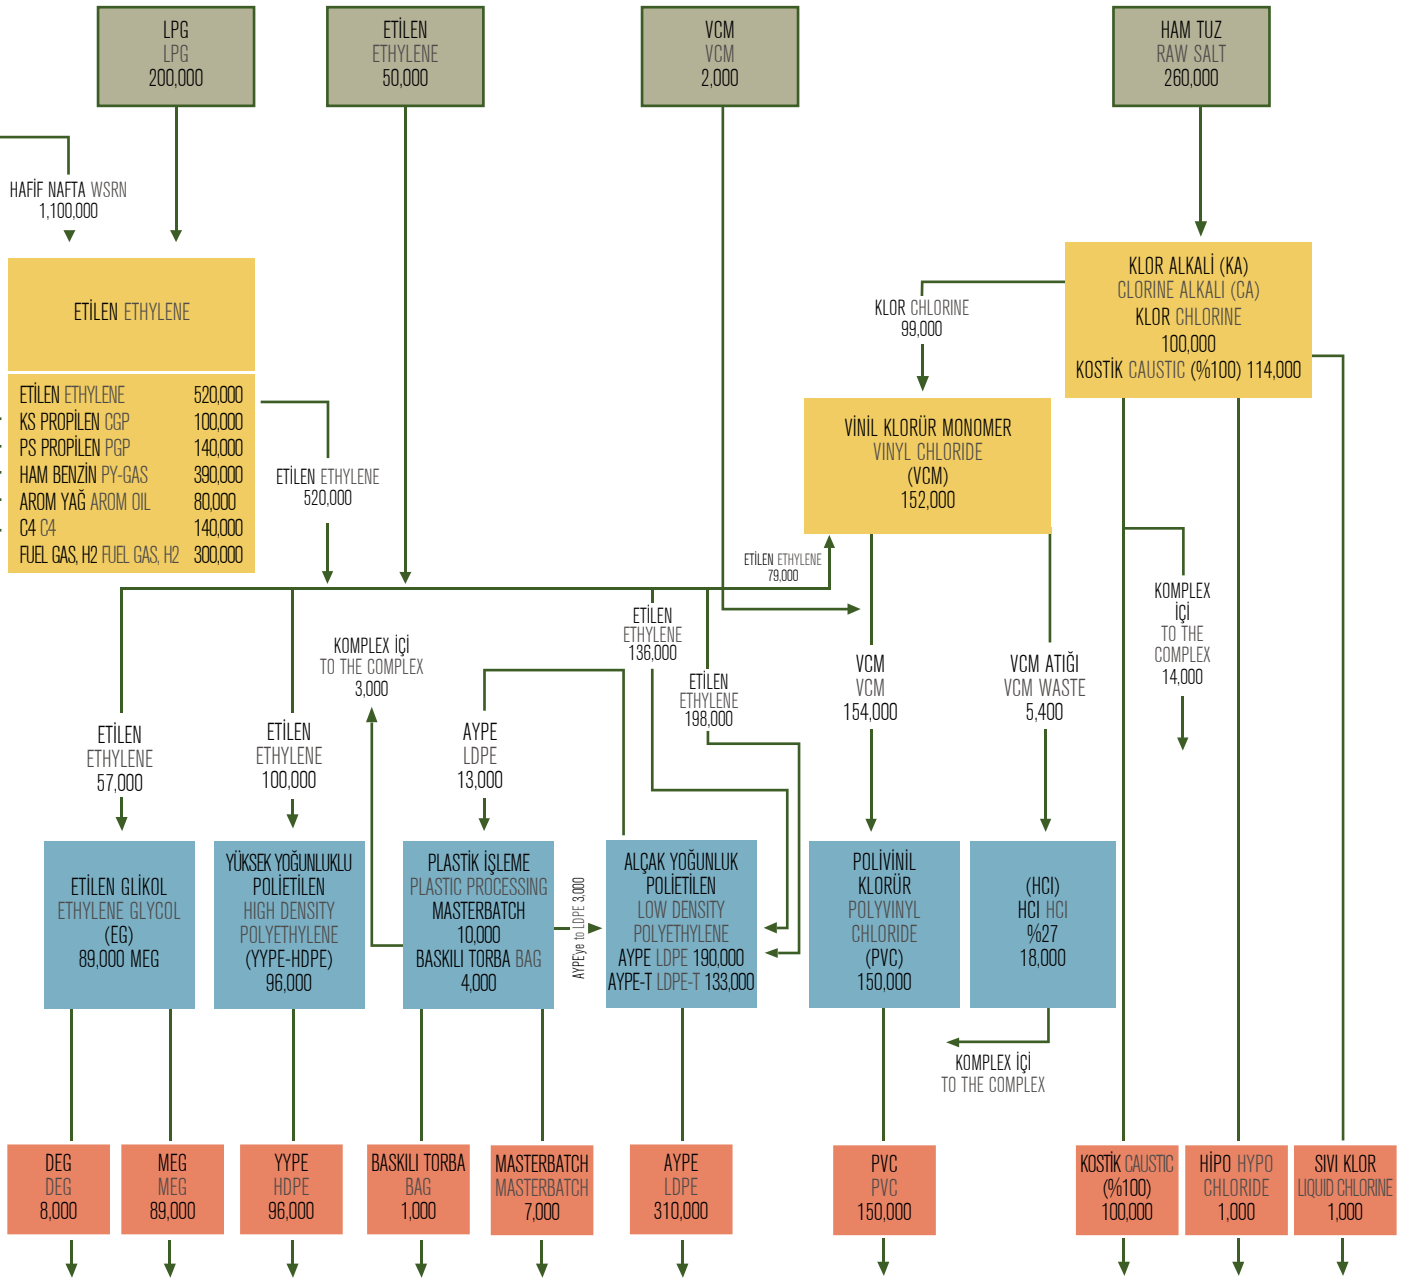 LPG
LPG
200,000
ETİLEN
ETHYLENE
50,000
VCM
VCM
2,000
HAM TUZ
RAW SALT
260,000
HAFİF NAFTA WSRN
1,100,000
ETİLEN ETHYLENE
ETİLEN ETHYLENE 520,000
KS PROPİLEN CGP 100,000
PS PROPİLEN PGP 140,000
HAM BENZİN PY-GAS 390,000
AROM YAĞ AROM OIL 80,000
C4 C4 140,000
FUEL GAS, H2 FUEL GAS, H2 300,000
ETİLEN ETHYLENE
520,000
KLOR ALKALİ (KA)
CLORINE ALKALI (CA)
KLOR CHLORINE
100,000
KOSTİK CAUSTIC (%100) 114,000
KLOR CHLORINE
99,000
VİNİL KLORÜR MONOMER
VINYL CHLORIDE
(VCM)
152,000
ETİLEN ETHYLENE
79,000
KOMPLEX İÇİ
TO THE COMPLEX
3,000
ETİLEN
ETHYLENE
136,000
ETİLEN
ETHYLENE
198,000
VCM
VCM
154,000
VCM ATIĞI
VCM WASTE
5,400
KOMPLEX
İÇİ
TO THE
COMPLEX
14,000
ETİLEN
ETHYLENE
57,000
ETİLEN
ETHYLENE
100,000
AYPE
LDPE
13,000
ETİLEN GLİKOL
ETHYLENE GLYCOL
(EG)
89,000 MEG
YÜKSEK YOĞUNLUKLU
POLİETİLEN
HIGH DENSITY
POLYETHYLENE
(YYPE-HDPE)
96,000
PLASTİK İŞLEME
PLASTIC PROCESSING
MASTERBATCH
10,000
BASKILI TORBA BAG
4,000
AYPEye to LDPE 3,000
ALÇAK YOĞUNLUK
POLİETİLEN
LOW DENSITY
POLYETHYLENE
AYPE LDPE 190,000
AYPE-T LDPE-T 133,000
POLİVİNİL
KLORÜR
POLYVINYL
CHLORIDE
(PVC)
150,000
(HCI)
HCI HCI
%27
18,000
KOMPLEX İÇİ
TO THE COMPLEX
DEG
DEG
8,000
MEG
MEG
89,000
YYPE
HDPE
96,000
BASKILI TORBA
BAG
1,000
MASTERBATCH
MASTERBATCH
7,000
AYPE
LDPE
310,000
PVC
PVC
150,000
KOSTİK CAUSTIC
(%100)
100,000
HİPO HYPO
CHLORIDE
1,000
SIVI KLOR
LIQUID CHLORINE
1,000